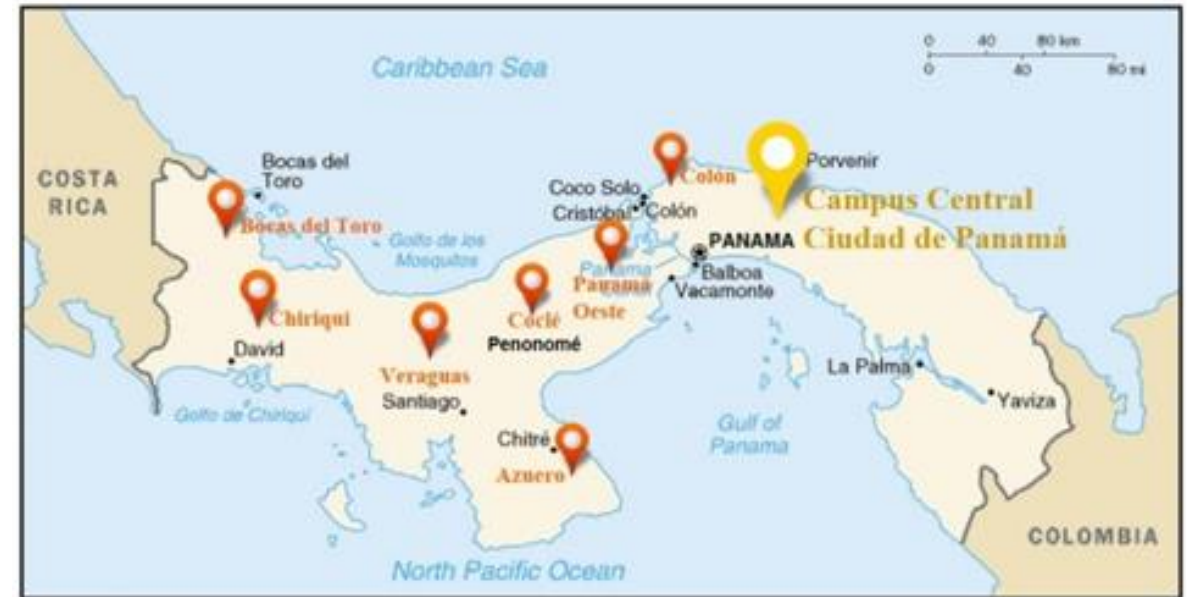 0 40 80 km
0 40 80 mi
Caribbean Sea
COSTA
RICA
Bocas del
Toro
Bocas del Toro
Golfo de los
Mosquitos
Coco Solo
Cristóbal
Colón
Colón
Porvenir
Campus Central
Ciudad de Panamá
PANAMA
Balboa
Vacamonte
Panama
Panamá
Oeste
Chiriqui
David
Golfo de Chiriquí
Coclé
Penonomé
Veraguas
Santiago
Chitré
Azuero
La Palma
Yaviza
Gulf of
Panama
COLOMBIA
North Pacific Ocean